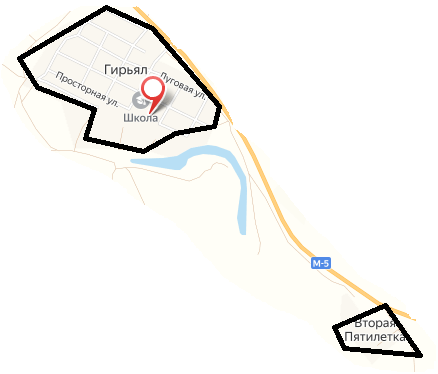 Гирьял
Луговая ул.
Просторная ул.
Школа
М-5
Вторая
Пятилетка